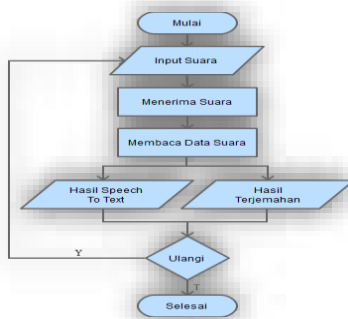 Mulai
Input Suara
Menerima Suara
Membaca Data Suara
Hasil Speech
To Text
Hasil
Terjemahan
Ulangi
Y
T
Selesai